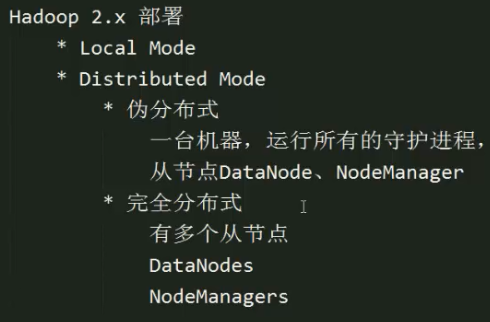 Hadoop 2.x 部署
* Local Mode
* Distributed Mode
* 伪分布式
一台机器，运行所有的守护进程，
从节点DataNode、NodeManager
* 完全分布式
有多个从节点
DataNodes
NodeManagers